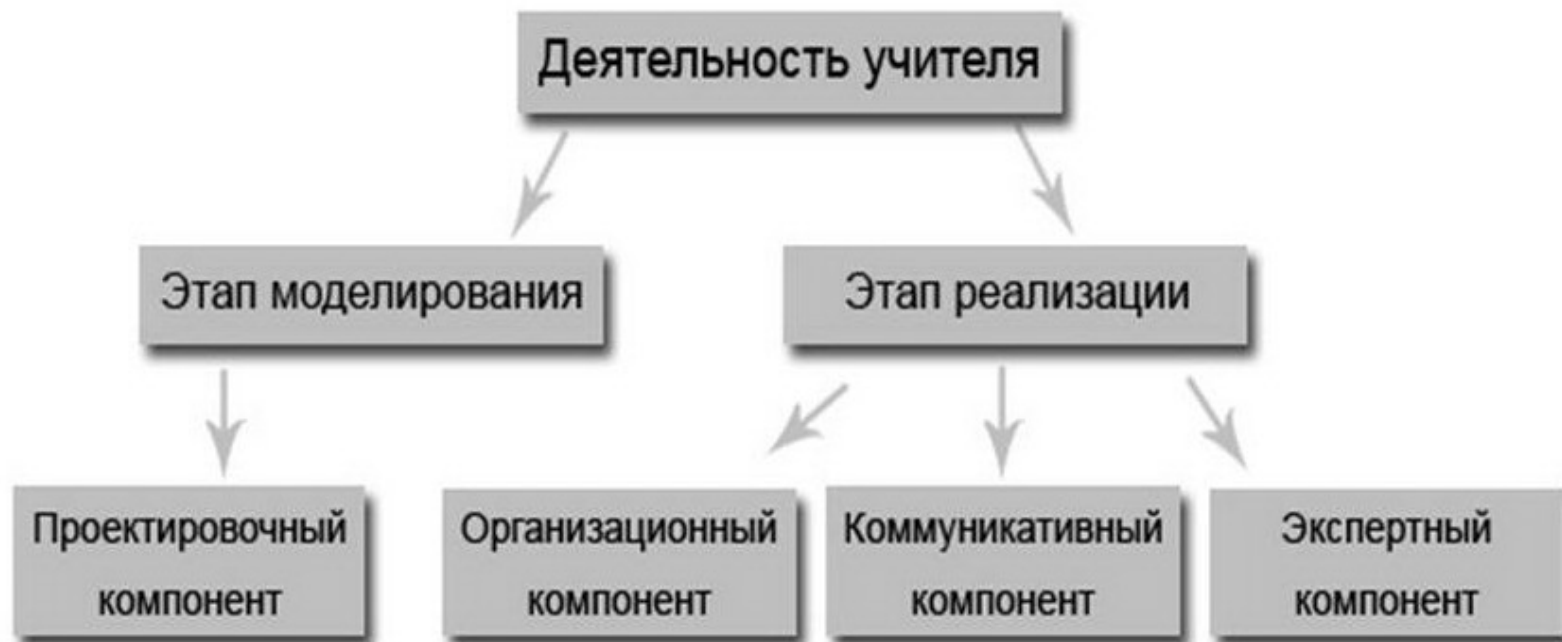 Деятельность учителя
Этап моделирования
Этап реализации
Проектировочный
компонент
Организационный
компонент
Коммуникативный
компонент
Экспертный
компонент